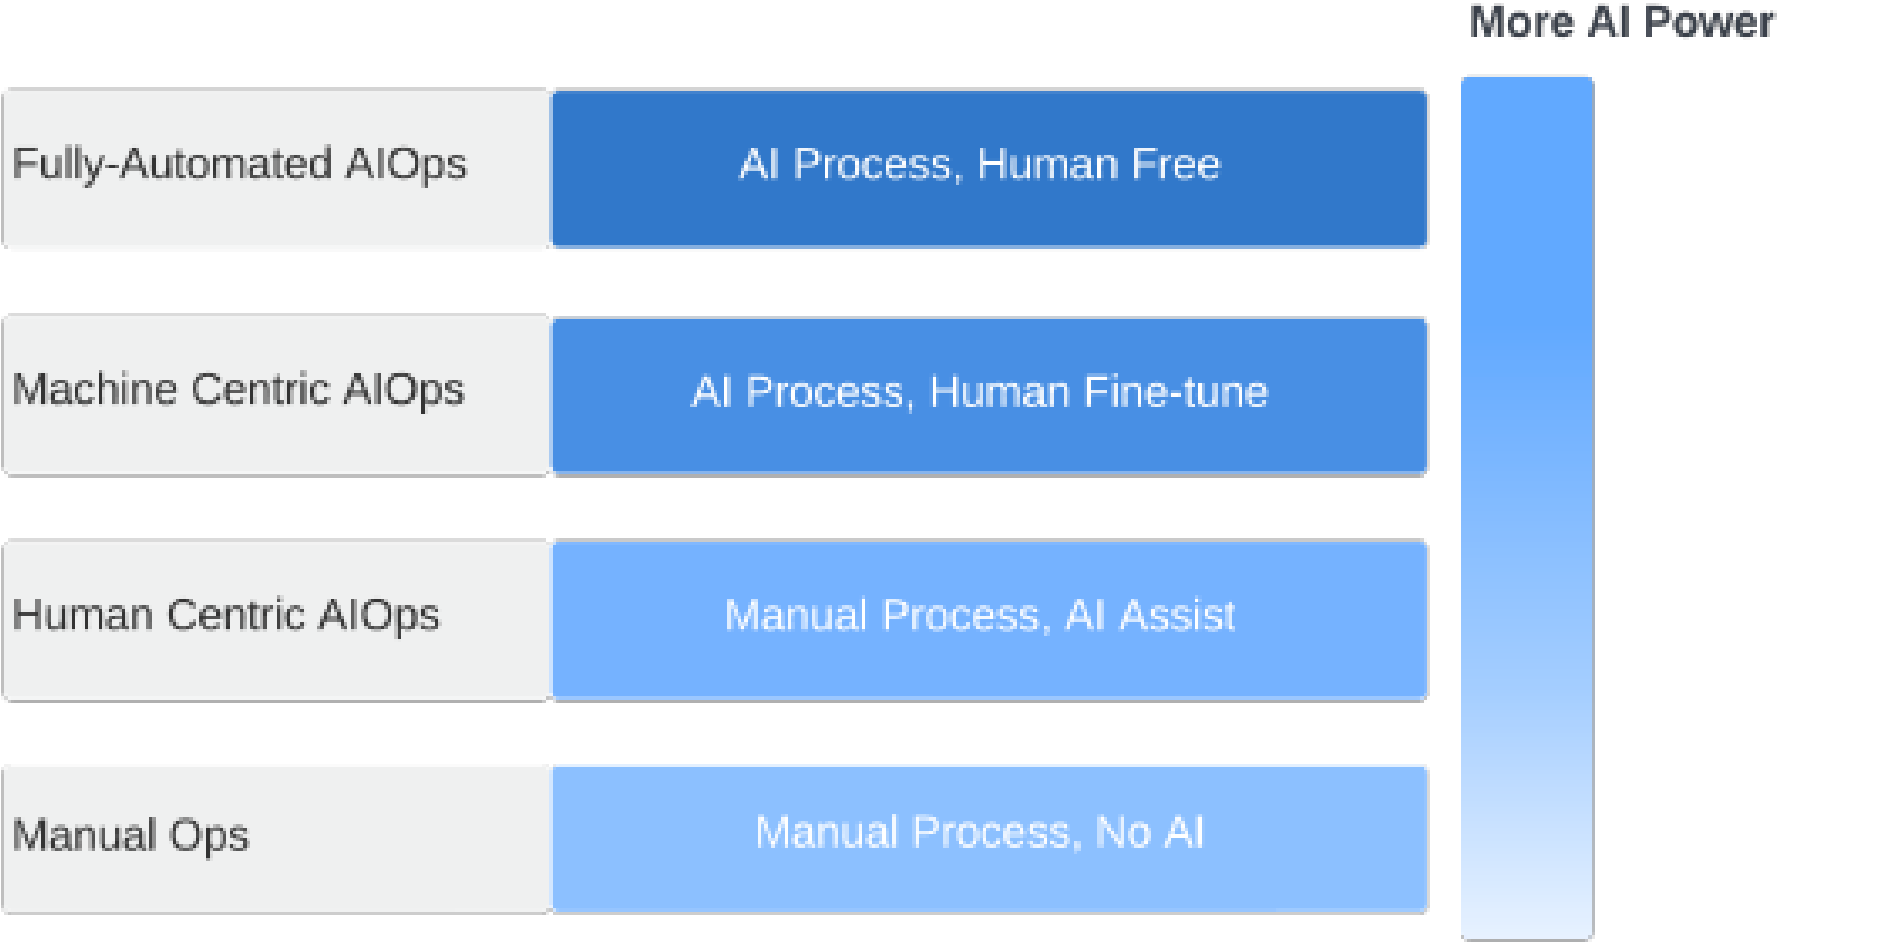 More AI Power
Fully-Automated AIOps
AI Process, Human Free
Machine Centric AIOps
AI Process, Human Fine-tune
Human Centric AIOps
Manual Process, AI Assist
Manual Ops
Manual Process, No AI